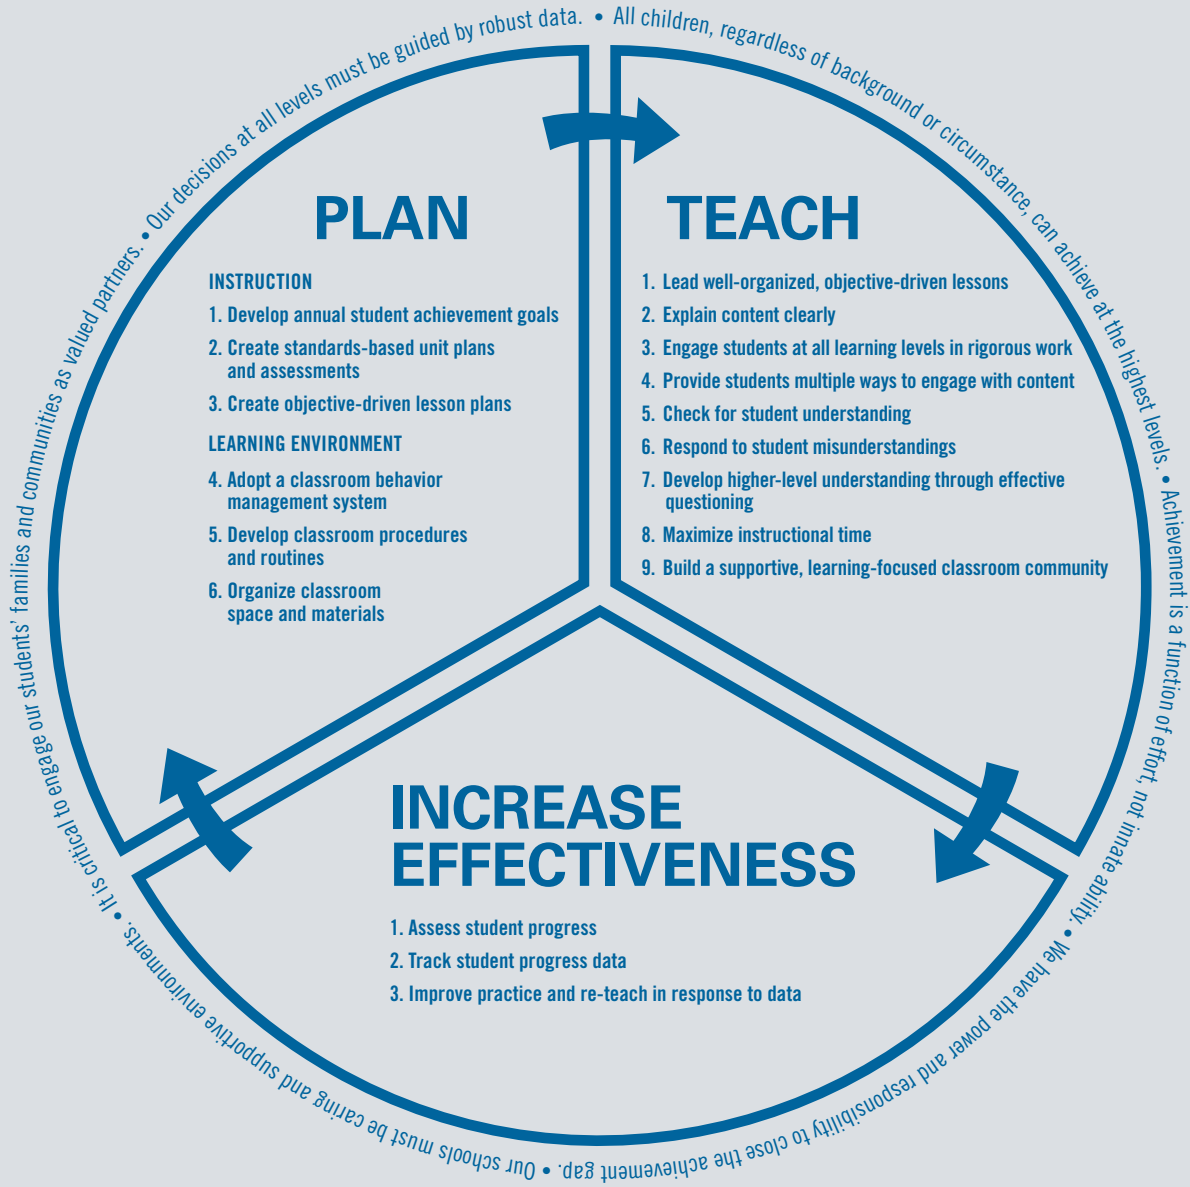 • All children, regardless of background or circumstance, can achieve at the highest levels. • Achievement is a function of effort, not innate ability. • We have the power and responsibility to close the achievement gap. • Our schools must be caring and supportive environments. • It is critical to engage our students’ families and communities as valued partners. • Our decisions at all levels must be guided by robust data.
PLAN
INSTRUCTION
1. Develop annual student achievement goals
2. Create standards-based unit plans
and assessments
3. Create objective-driven lesson plans
LEARNING ENVIRONMENT
4. Adopt a classroom behavior
management system
5. Develop classroom procedures
and routines
6. Organize classroom
space and materials
TEACH
1. Lead well-organized, objective-driven lessons
2. Explain content clearly
3. Engage students at all learning levels in rigorous work
4. Provide students multiple ways to engage with content
5. Check for student understanding
6. Respond to student misunderstandings
7. Develop higher-level understanding through effective
questioning
8. Maximize instructional time
9. Build a supportive, learning-focused classroom community
INCREASE
EFFECTIVENESS
1. Assess student progress
2. Track student progress data
3. Improve practice and re-teach in response to data